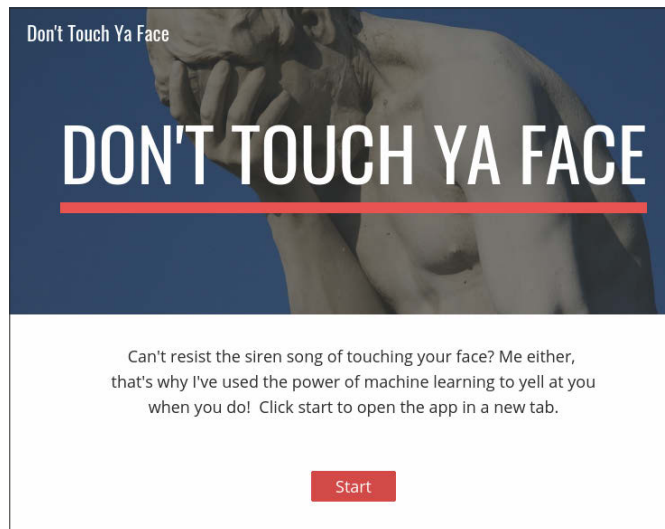 Don't Touch Ya Face
DON'T TOUCH YA FACE
Can't resist the siren song of touching your face? Me either,
that's why I've used the power of machine learning to yell at you
when you do!  Click start to open the app in a new tab.
Start